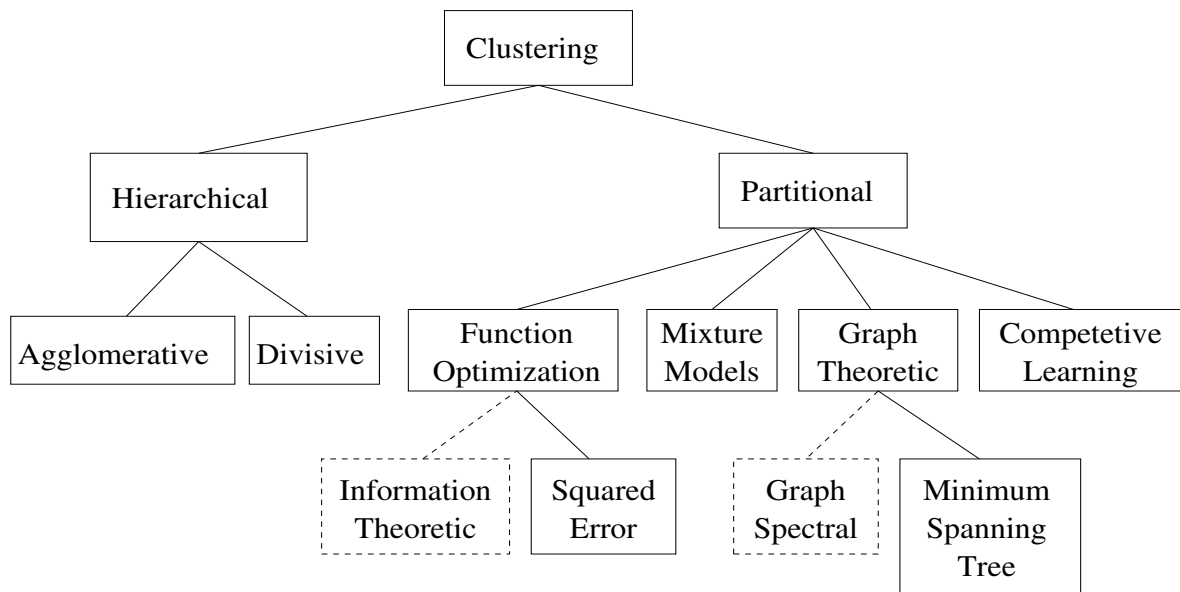 Clustering
Hierarchical
Partitional
Agglomerative
Divisive
Function
Optimization
Mixture
Models
Graph
Theoretic
Competetive
Learning
Information
Theoretic
Squared
Error
Graph
Spectral
Minimum
Spanning
Tree